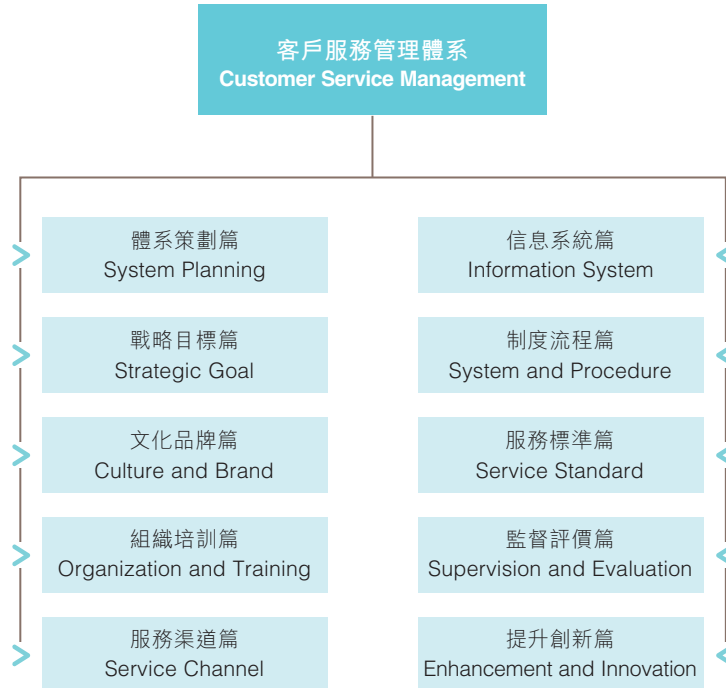 客戶服務管理體系
Customer Service Management
體系策劃篇
System Planning
戰略目標篇
Strategic Goal
文化品牌篇
Culture and Brand
組織培訓篇
Organization and Training
服務渠道篇
Service Channel
信息系統篇
Information System
制度流程篇
System and Procedure
服務標準篇
Service Standard
監督評價篇
Supervision and Evaluation
提升創新篇
Enhancement and Innovation